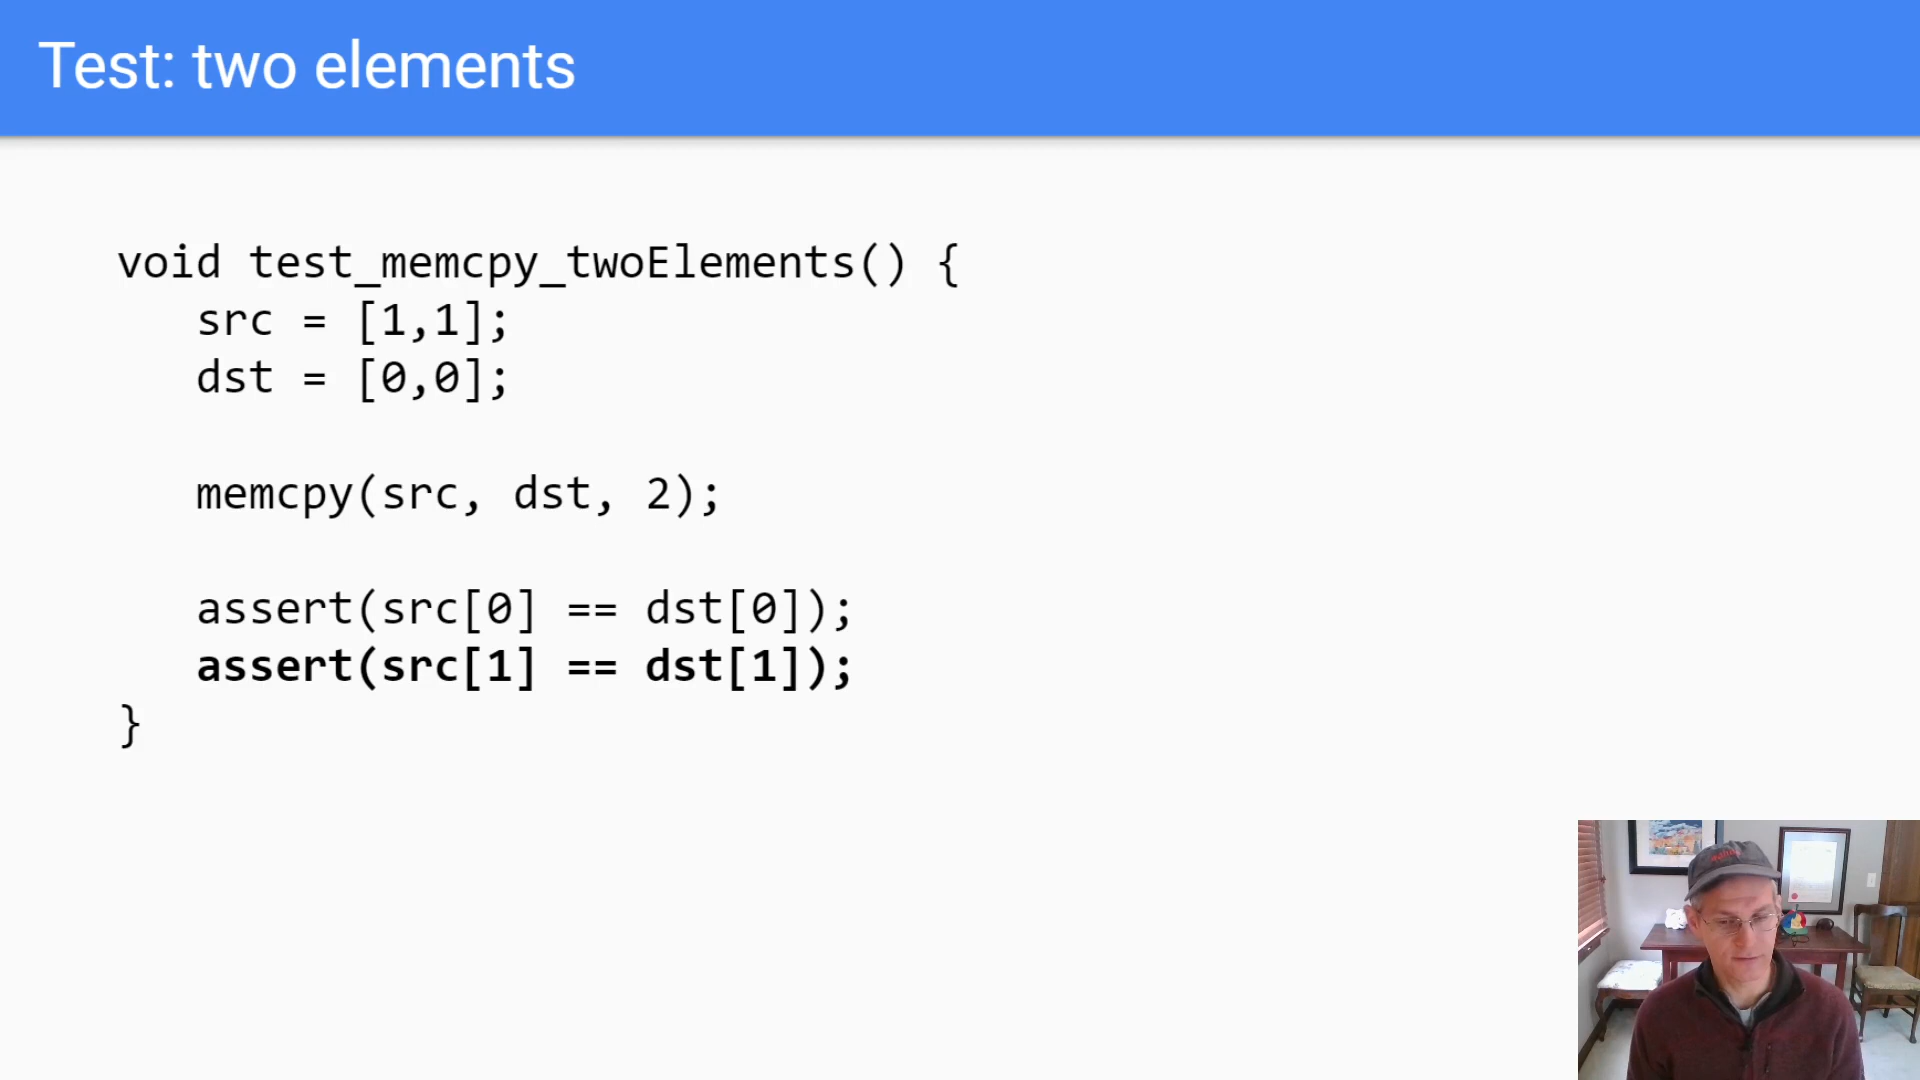 Test: two elements
void test_memcpy_twoElements() {
src = [1,1];
dst = [0,0];
memcpy(src, dst, 2);
assert(src[0] == dst[0]);
assert(src[1] == dst[1]);
}